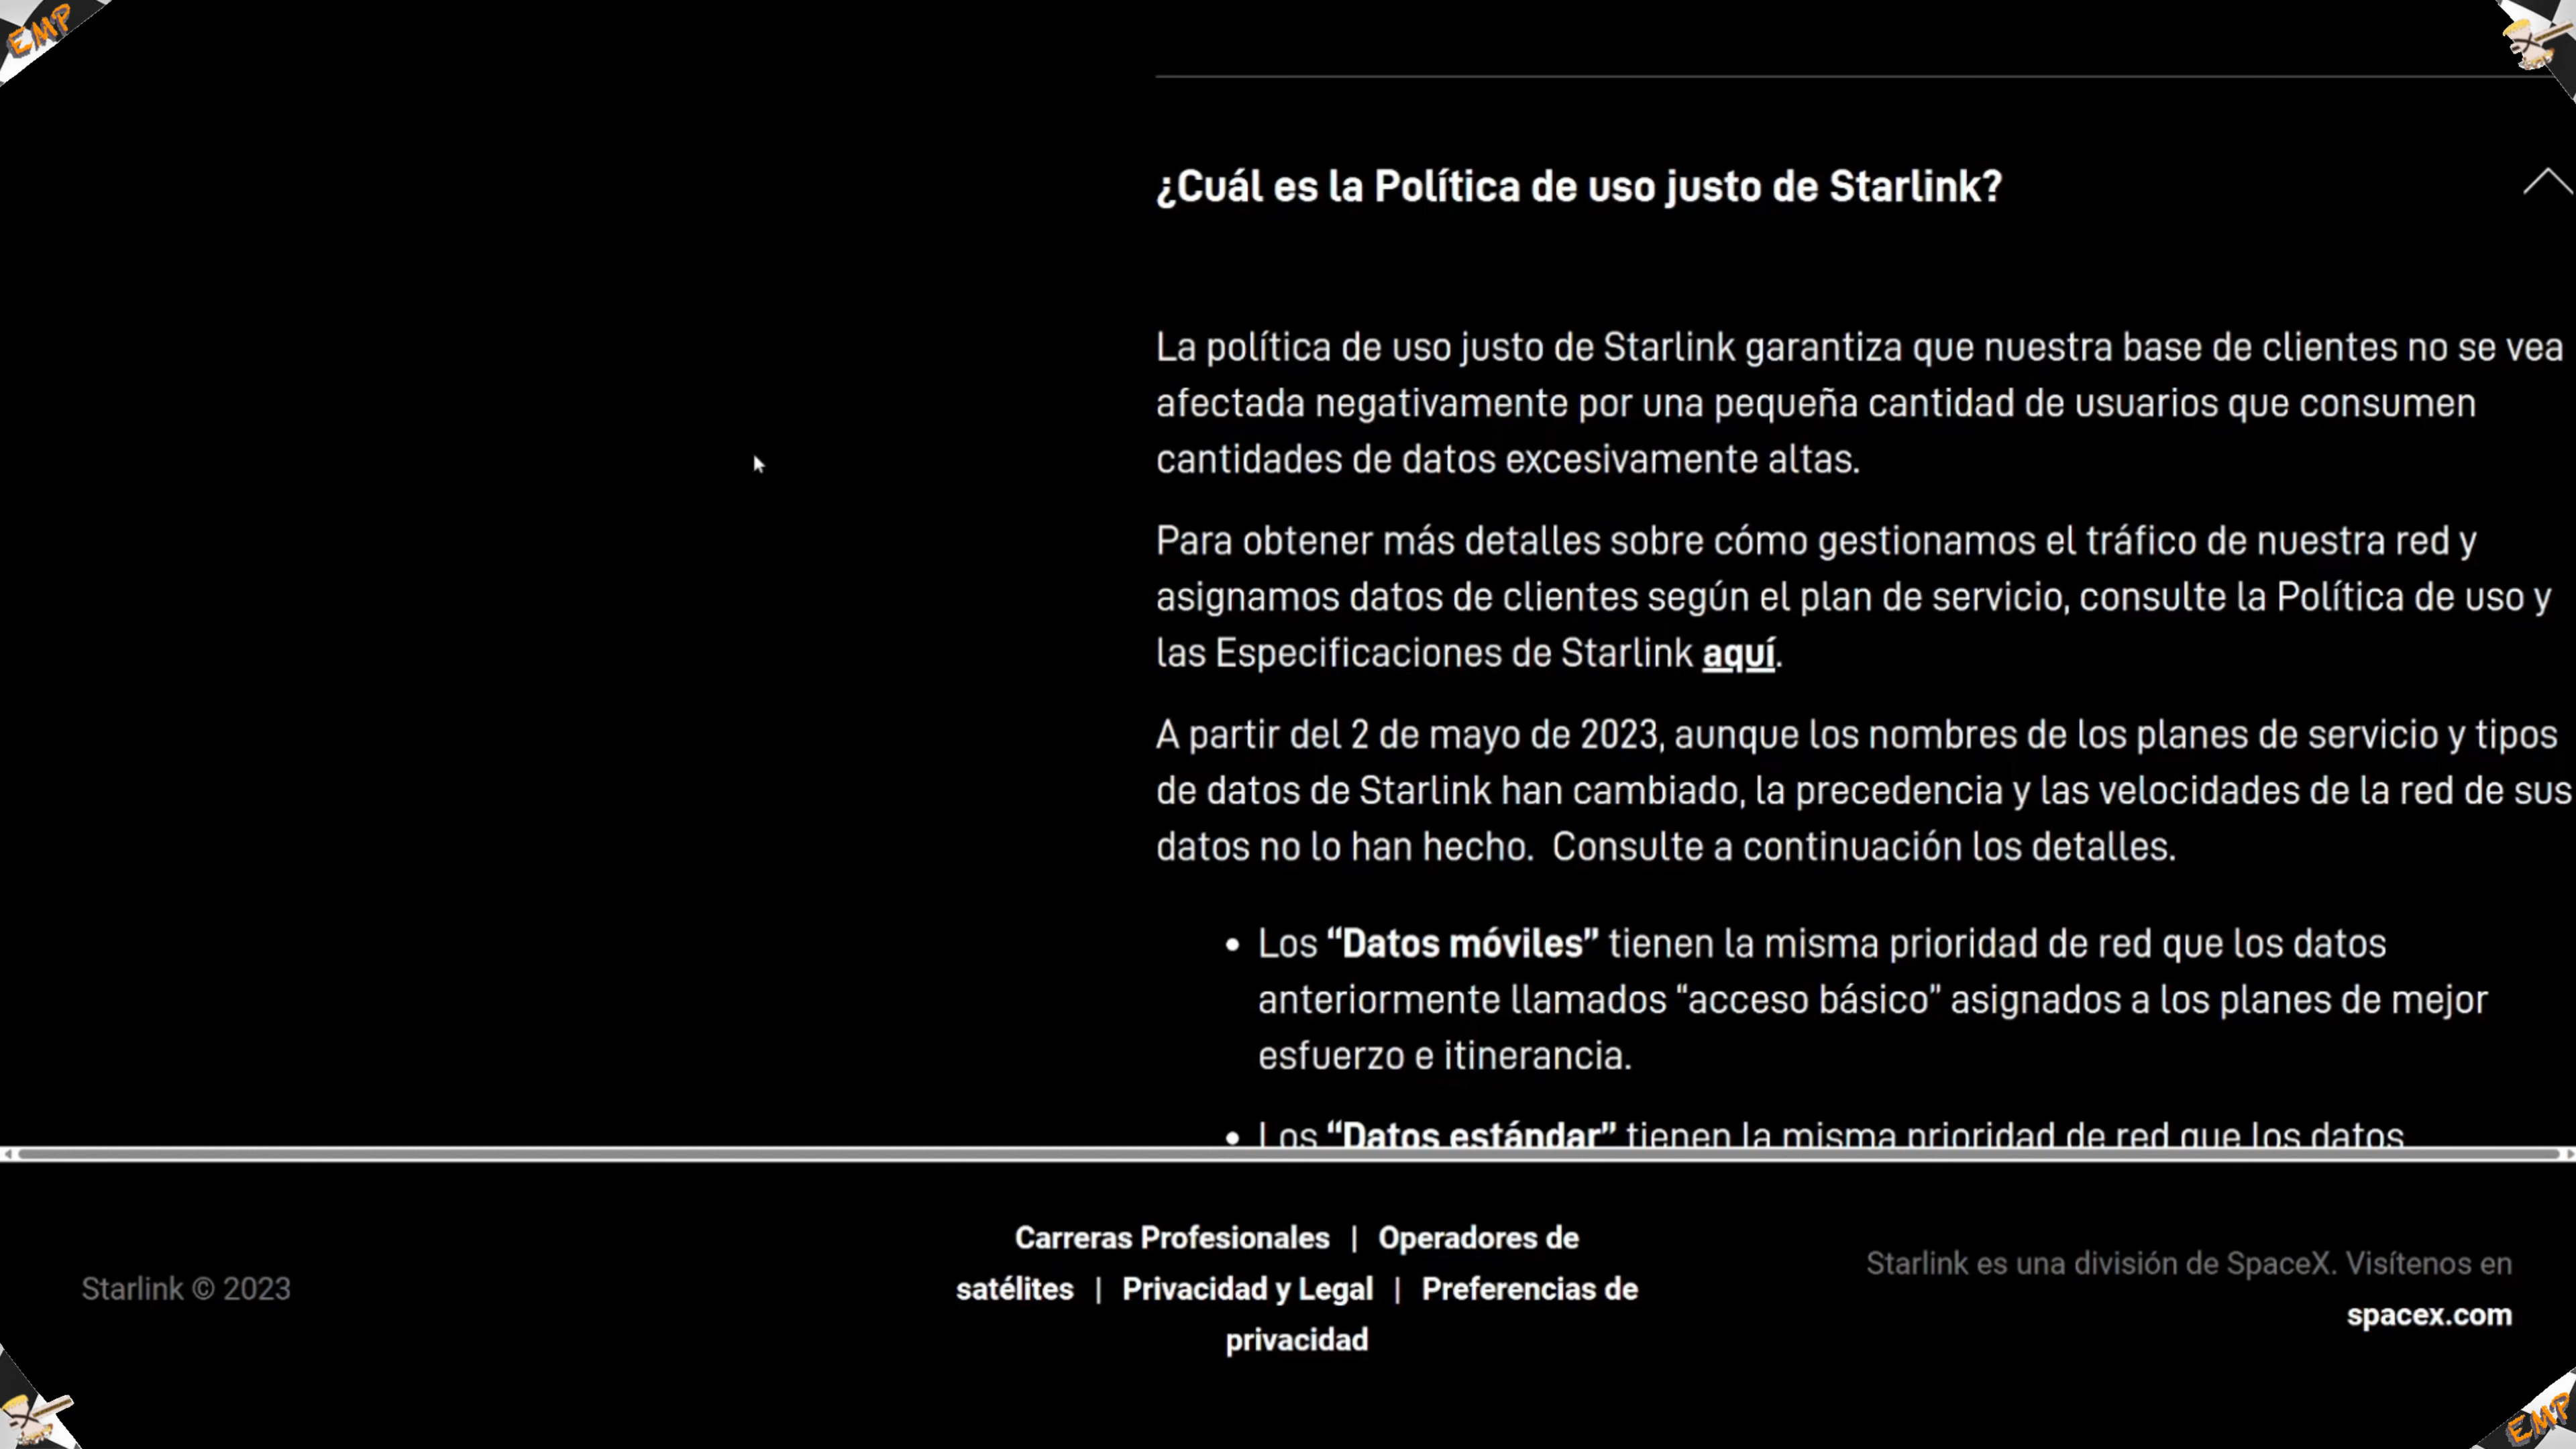 EMP
¿Cuál es la Política de uso justo de Starlink?
La política de uso justo de Starlink garantiza que nuestra base de clientes no se vea
afectada negativamente por una pequeña cantidad de usuarios que consumen
cantidades de datos excesivamente altas.
Para obtener más detalles sobre cómo gestionamos el tráfico de nuestra red y
asignamos datos de clientes según el plan de servicio, consulte la Política de uso y
las Especificaciones de Starlink aquí.
A partir del 2 de mayo de 2023, aunque los nombres de los planes de servicio y tipos
de datos de Starlink han cambiado, la precedencia y las velocidades de la red de sus
datos no lo han hecho. Consulte a continuación los detalles.
• Los “Datos móviles” tienen la misma prioridad de red que los datos
anteriormente llamados “acceso básico” asignados a los planes de mejor
esfuerzo e itinerancia.
• Los “Datos estándar” tienen la misma prioridad de red que los datos
Carreras Profesionales | Operadores de
satélites | Privacidad y Legal | Preferencias de
privacidad
Starlink © 2023
Starlink es una división de SpaceX. Visítenos en
spacex.com
EMP